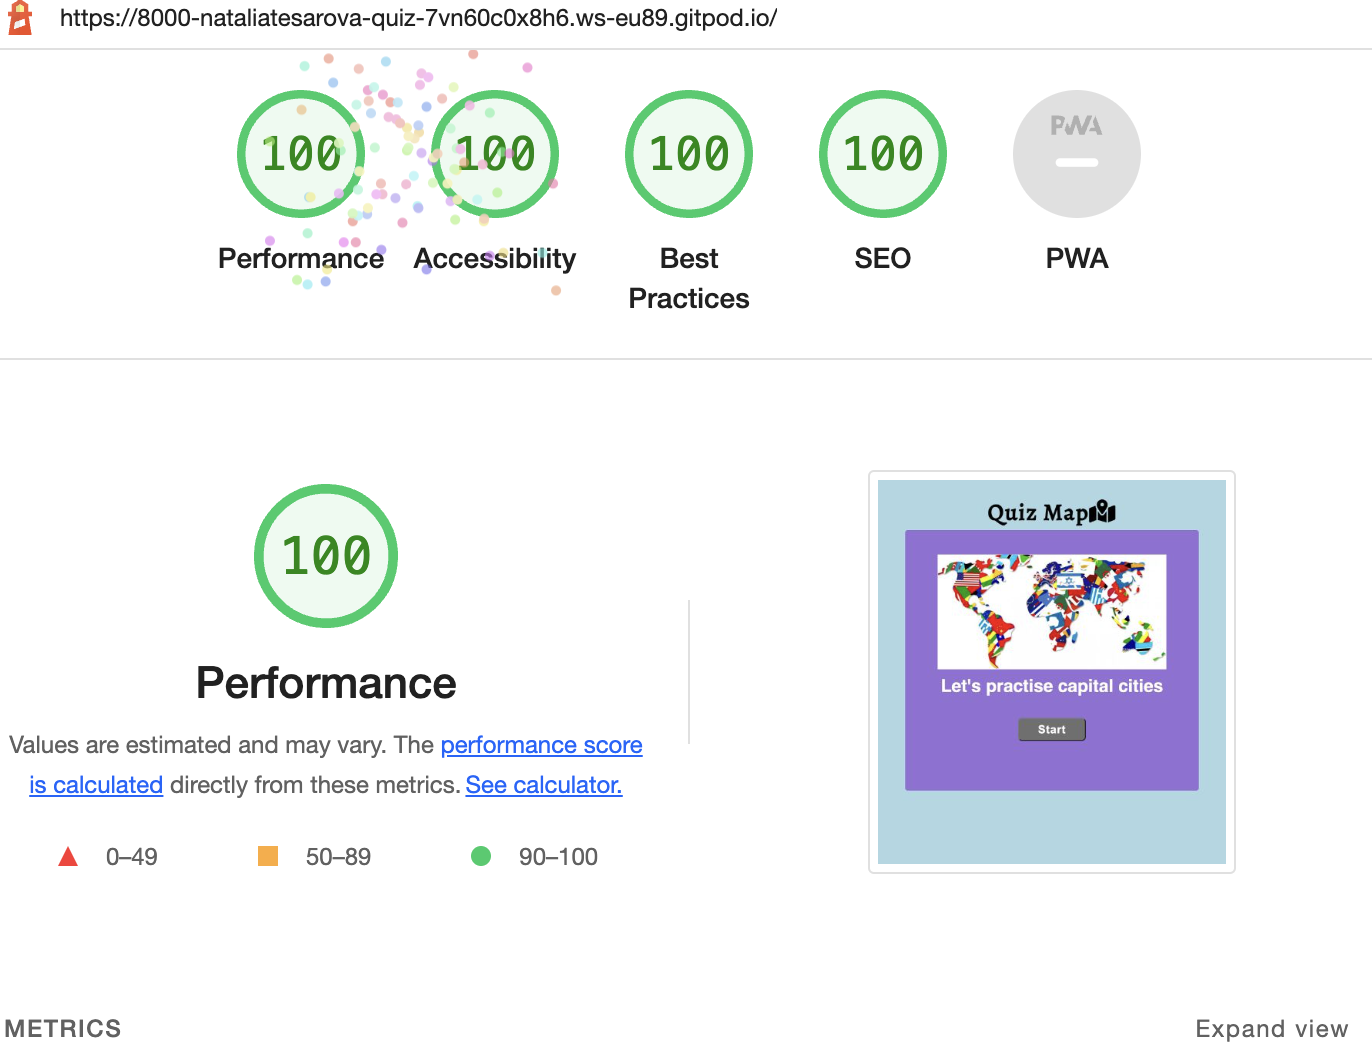 https://8000-nataliatesarova-quiz-7vn60c0x8h6.ws-eu89.gitpod.io/
100
100
100
100
PWA
Performance
Accessibility
Best
Practices
SEO
PWA
100
Performance
Values are estimated and may vary. The performance score
is calculated directly from these metrics. See calculator.
0–49
50–89
90–100
Quiz Map
Let's practise capital cities
Start
METRICS
Expand view